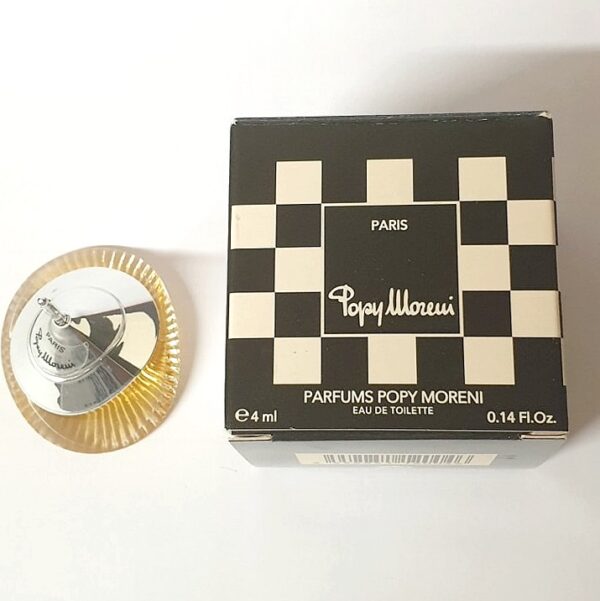 PARIS
Popy Moreni
PARIS
Popy Moreni
PARFUMS POPY MORENI
EAU DE TOILETTE
℮ 4 ml
0.14 Fl.Oz.